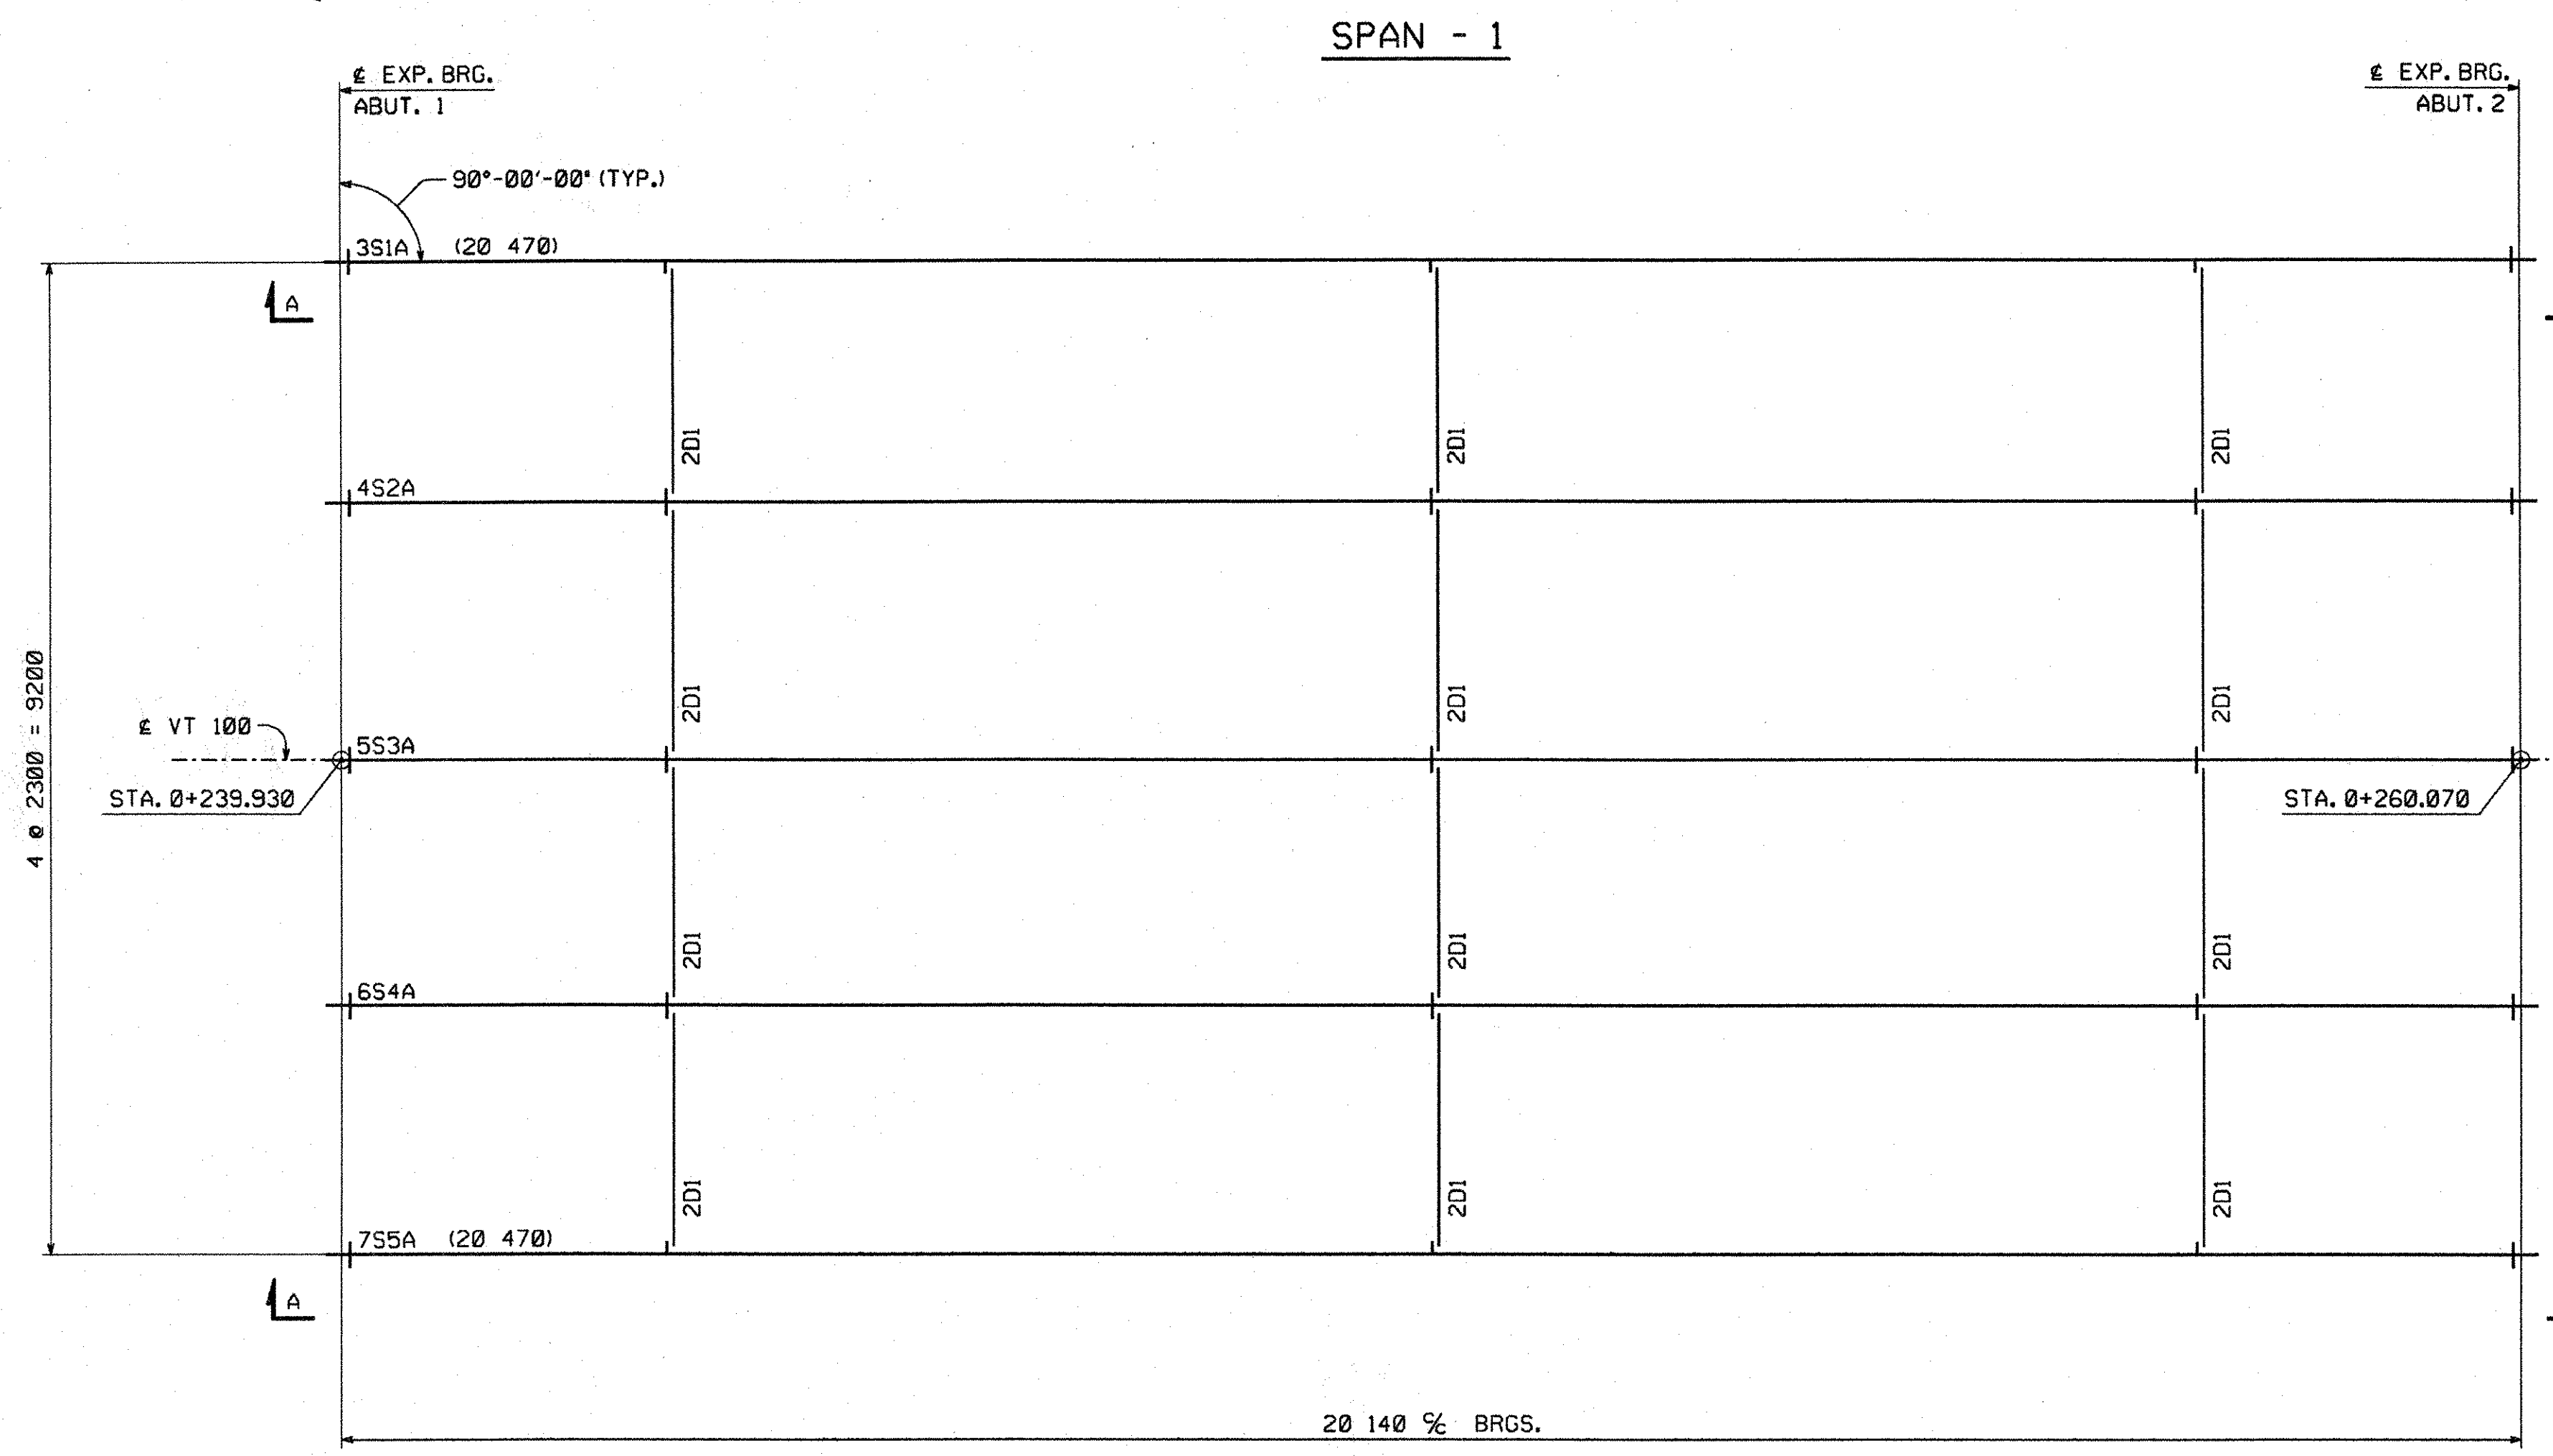 SPAN - 1
℄ EXP. BRG.
ABUT. 1
℄ EXP. BRG.
ABUT. 2
90°-00'-00" (TYP.)
3S1A (20 470)
A
2D1
2D1
2D1
4S2A
4 @ 2300 = 9200
2D1
2D1
2D1
℄ VT 100
5S3A
STA. 0+239.930
STA. 0+260.070
2D1
2D1
2D1
6S4A
2D1
2D1
2D1
7S5A (20 470)
A
20 140 C/C BRGS.